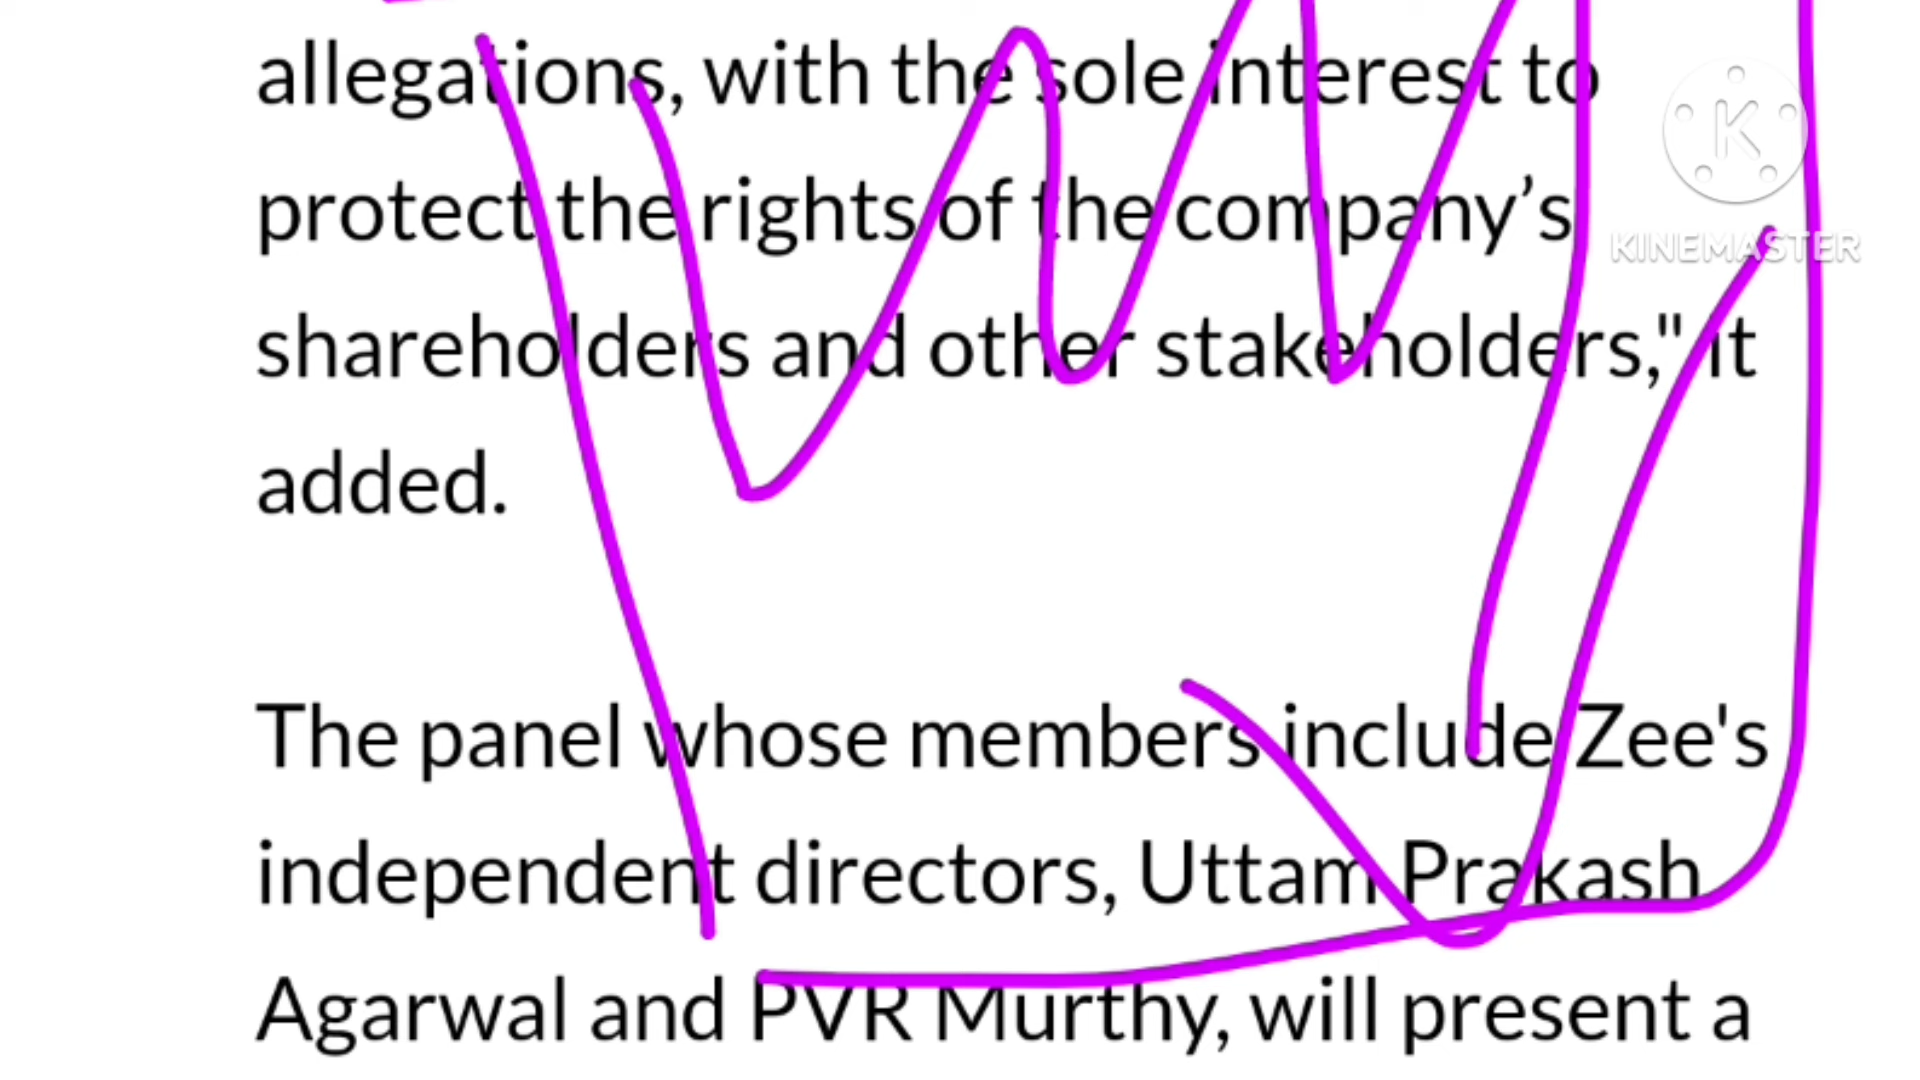 allegations, with the sole interest to
protect the rights of the company’s
shareholders and other stakeholders," it
added.
The panel whose members include Zee's
independent directors, Uttam Prakash
Agarwal and PVR Murthy, will present a
K
KINEMASTER